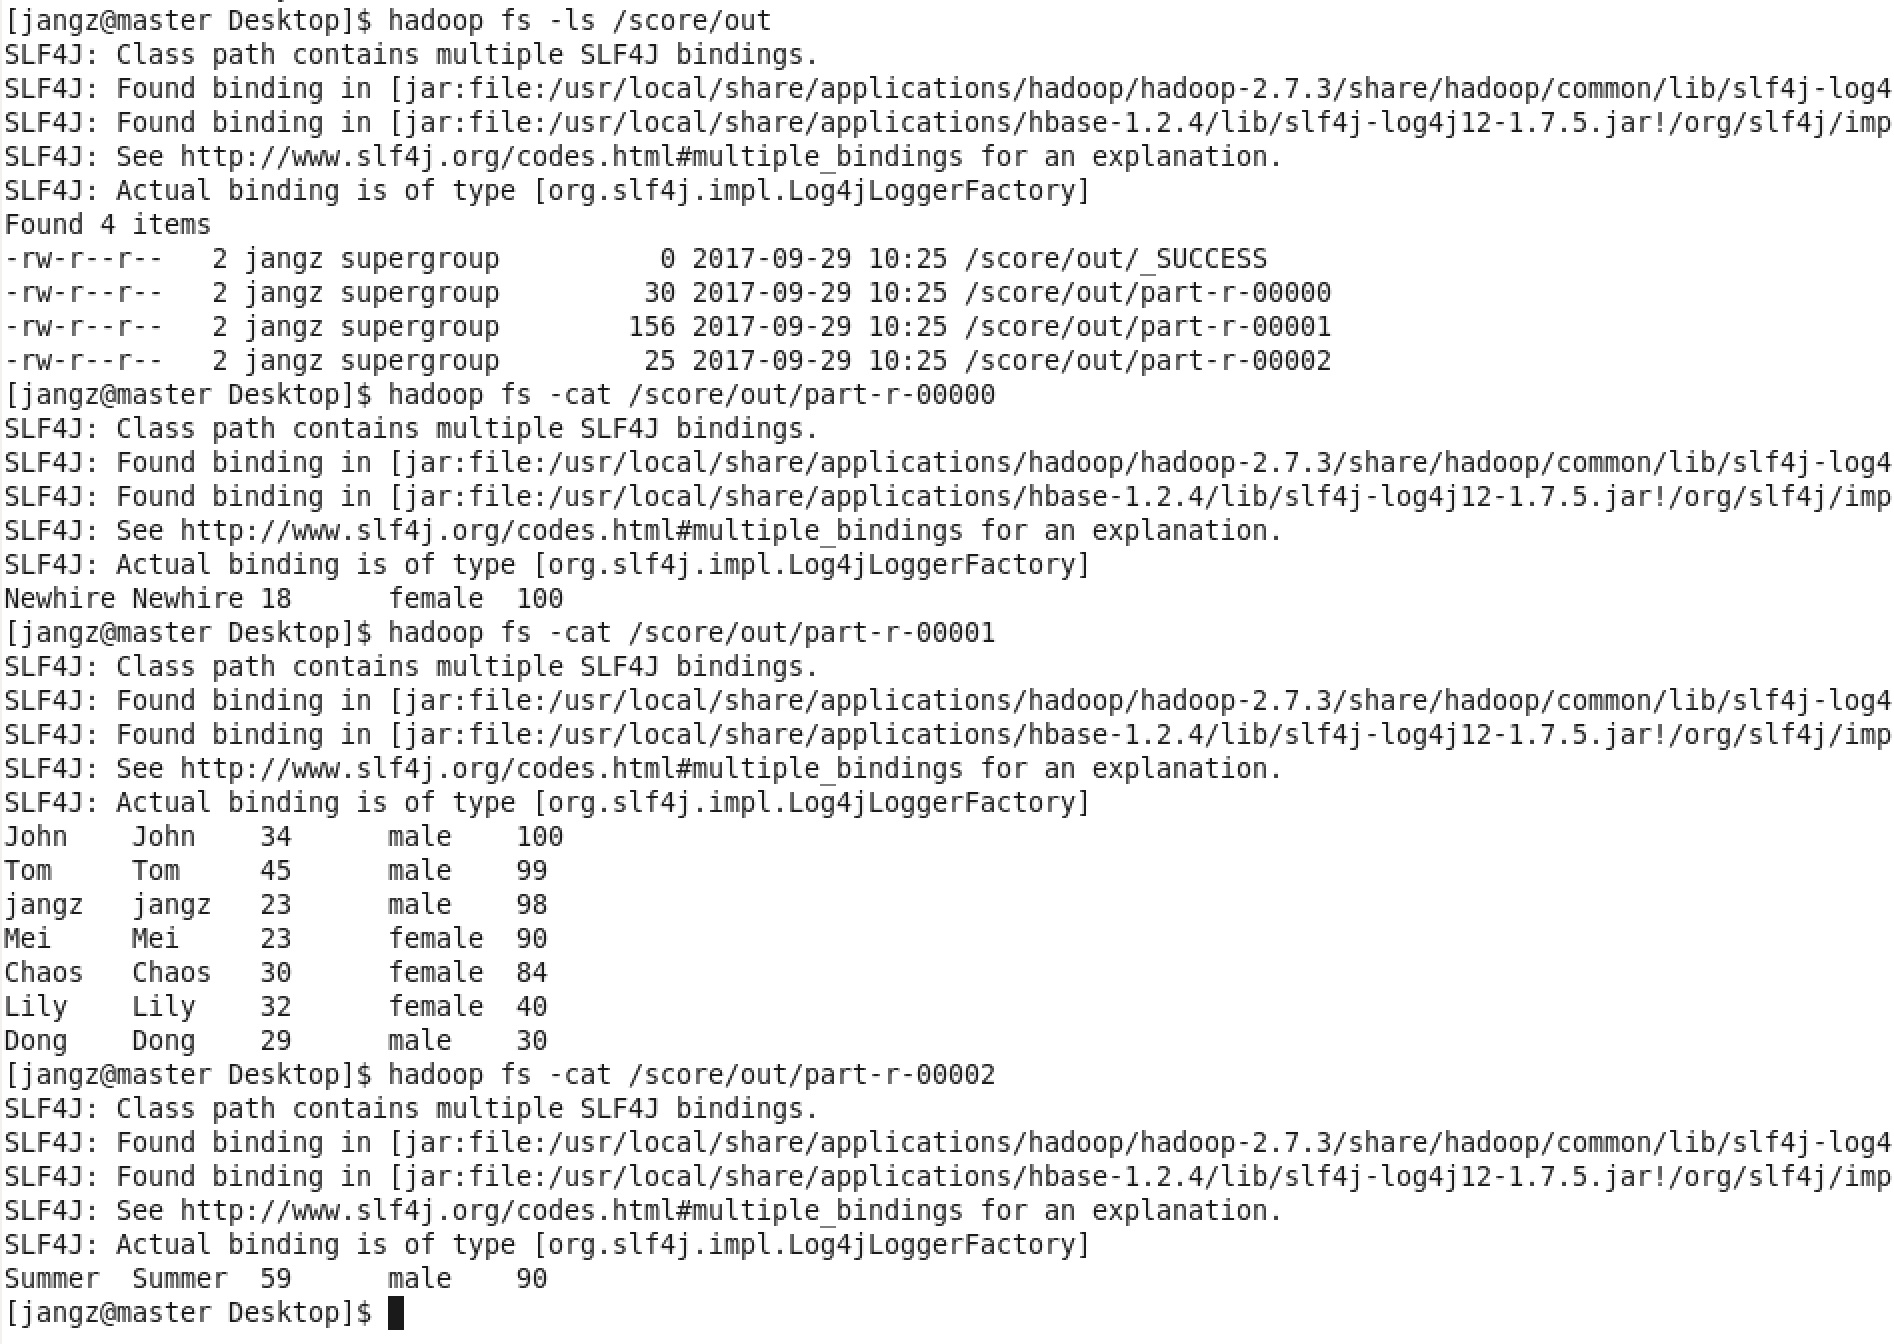 [jangz@master Desktop]$ hadoop fs -ls /score/out
SLF4J: Class path contains multiple SLF4J bindings.
SLF4J: Found binding in [jar:file:/usr/local/share/applications/hadoop/hadoop-2.7.3/share/hadoop/common/lib/slf4j-log4
SLF4J: Found binding in [jar:file:/usr/local/share/applications/hbase-1.2.4/lib/slf4j-log4j12-1.7.5.jar!/org/slf4j/imp
SLF4J: See http://www.slf4j.org/codes.html#multiple_bindings for an explanation.
SLF4J: Actual binding is of type [org.slf4j.impl.Log4jLoggerFactory]
Found 4 items
-rw-r--r--   2 jangz supergroup          0 2017-09-29 10:25 /score/out/_SUCCESS
-rw-r--r--   2 jangz supergroup         30 2017-09-29 10:25 /score/out/part-r-00000
-rw-r--r--   2 jangz supergroup        156 2017-09-29 10:25 /score/out/part-r-00001
-rw-r--r--   2 jangz supergroup         25 2017-09-29 10:25 /score/out/part-r-00002
[jangz@master Desktop]$ hadoop fs -cat /score/out/part-r-00000
SLF4J: Class path contains multiple SLF4J bindings.
SLF4J: Found binding in [jar:file:/usr/local/share/applications/hadoop/hadoop-2.7.3/share/hadoop/common/lib/slf4j-log4
SLF4J: Found binding in [jar:file:/usr/local/share/applications/hbase-1.2.4/lib/slf4j-log4j12-1.7.5.jar!/org/slf4j/imp
SLF4J: See http://www.slf4j.org/codes.html#multiple_bindings for an explanation.
SLF4J: Actual binding is of type [org.slf4j.impl.Log4jLoggerFactory]
Newhire Newhire 18      female  100
[jangz@master Desktop]$ hadoop fs -cat /score/out/part-r-00001
SLF4J: Class path contains multiple SLF4J bindings.
SLF4J: Found binding in [jar:file:/usr/local/share/applications/hadoop/hadoop-2.7.3/share/hadoop/common/lib/slf4j-log4
SLF4J: Found binding in [jar:file:/usr/local/share/applications/hbase-1.2.4/lib/slf4j-log4j12-1.7.5.jar!/org/slf4j/imp
SLF4J: See http://www.slf4j.org/codes.html#multiple_bindings for an explanation.
SLF4J: Actual binding is of type [org.slf4j.impl.Log4jLoggerFactory]
John    John    34      male    100
Tom     Tom     45      male    99
jangz   jangz   23      male    98
Mei     Mei     23      female  90
Chaos   Chaos   30      female  84
Lily    Lily    32      female  40
Dong    Dong    29      male    30
[jangz@master Desktop]$ hadoop fs -cat /score/out/part-r-00002
SLF4J: Class path contains multiple SLF4J bindings.
SLF4J: Found binding in [jar:file:/usr/local/share/applications/hadoop/hadoop-2.7.3/share/hadoop/common/lib/slf4j-log4
SLF4J: Found binding in [jar:file:/usr/local/share/applications/hbase-1.2.4/lib/slf4j-log4j12-1.7.5.jar!/org/slf4j/imp
SLF4J: See http://www.slf4j.org/codes.html#multiple_bindings for an explanation.
SLF4J: Actual binding is of type [org.slf4j.impl.Log4jLoggerFactory]
Summer  Summer  59      male    90
[jangz@master Desktop]$